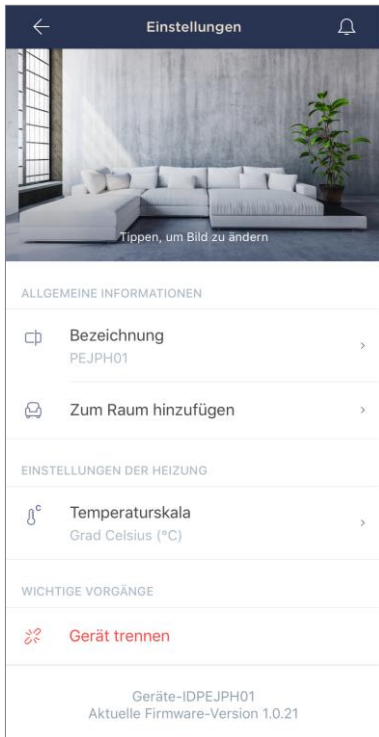 Einstellungen
Tippen, um Bild zu ändern
ALLGEMEINE INFORMATIONEN
Bezeichnung
PEJPH01
Zum Raum hinzufügen
EINSTELLUNGEN DER HEIZUNG
Temperaturskala
Grad Celsius (°C)
WICHTIGE VORGÄNGE
Gerät trennen
Geräte-IDPEJPH01
Aktuelle Firmware-Version 1.0.21